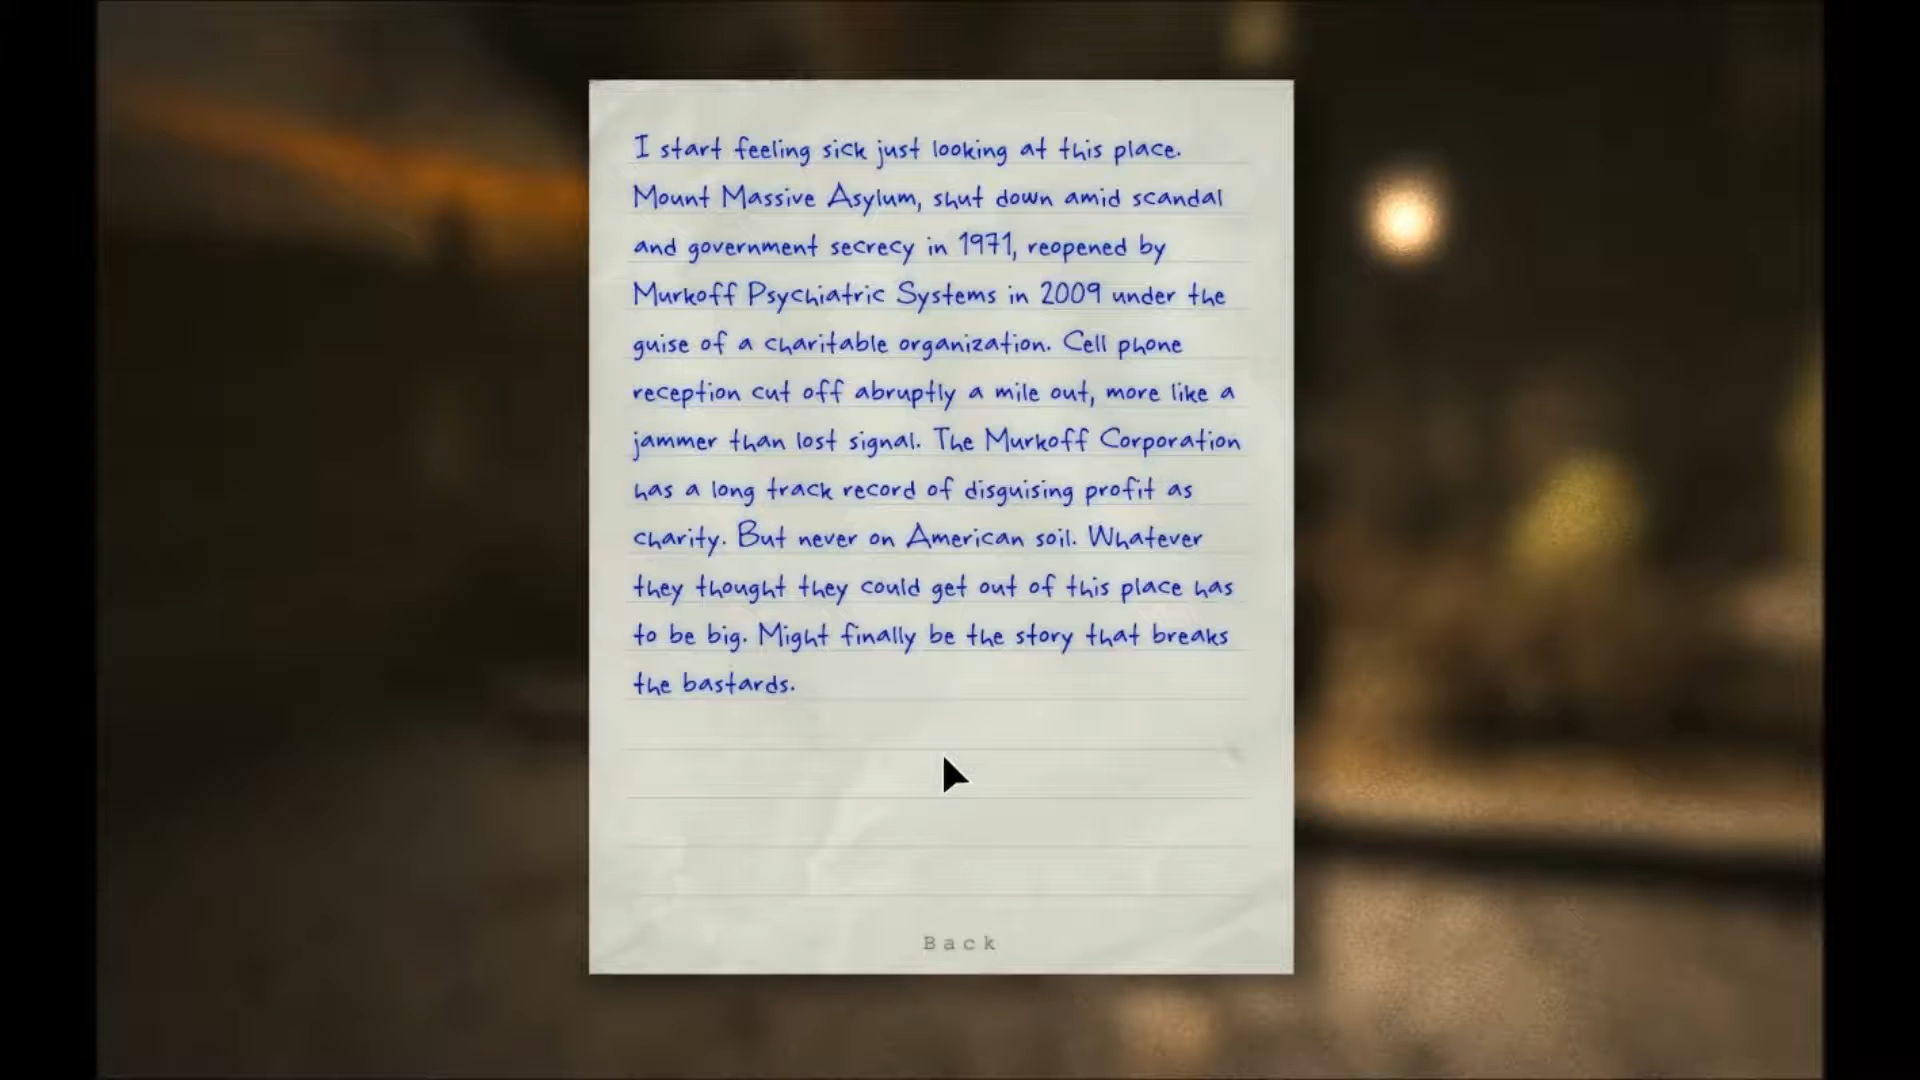 I start feeling sick just looking at this place.
Mount Massive Asylum, shut down amid scandal
and government secrecy in 1971, reopened by
Murkoff Psychiatric Systems in 2009 under the
guise of a charitable organization. Cell phone
reception cut off abruptly a mile out, more like a
jammer than lost signal. The Murkoff Corporation
has a long track record of disguising profit as
charity. But never on American soil. Whatever
they thought they could get out of this place has
to be big. Might finally be the story that breaks
the bastards.
Back